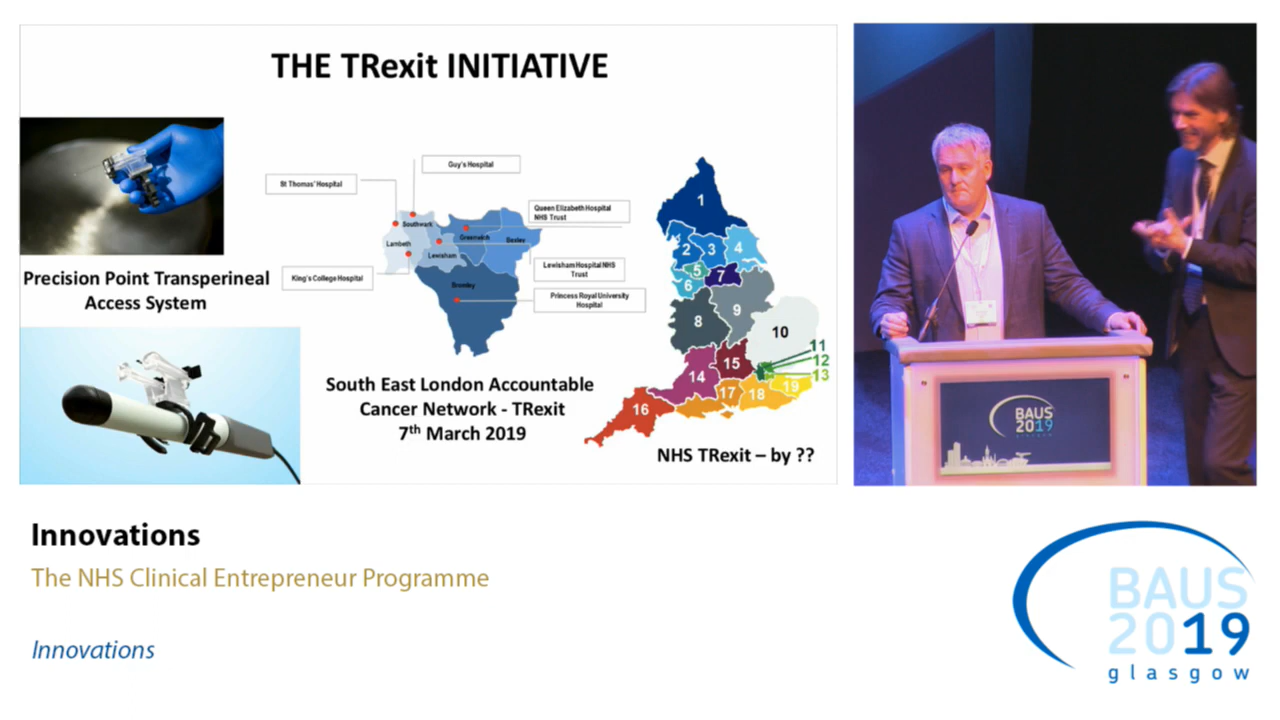 THE TRexit INITIATIVE
Precision Point Transperineal
Access System
St Thomas' Hospital
Guy's Hospital
Queen Elizabeth Hospital
NHS Trust
Lewisham Hospital NHS
Trust
Princess Royal University
Hospital
King's College Hospital
Southwark
Lambeth
Greenwich
Bexley
Lewisham
Bromley
South East London Accountable
Cancer Network - TRexit
7th March 2019
1
2
3
4
5
6
7
8
9
10
11
12
13
14
15
16
17
18
19
NHS TRexit – by ??
BAUS
2019
glasgow
Innovations
The NHS Clinical Entrepreneur Programme
Innovations
BAUS
2019
glasgow